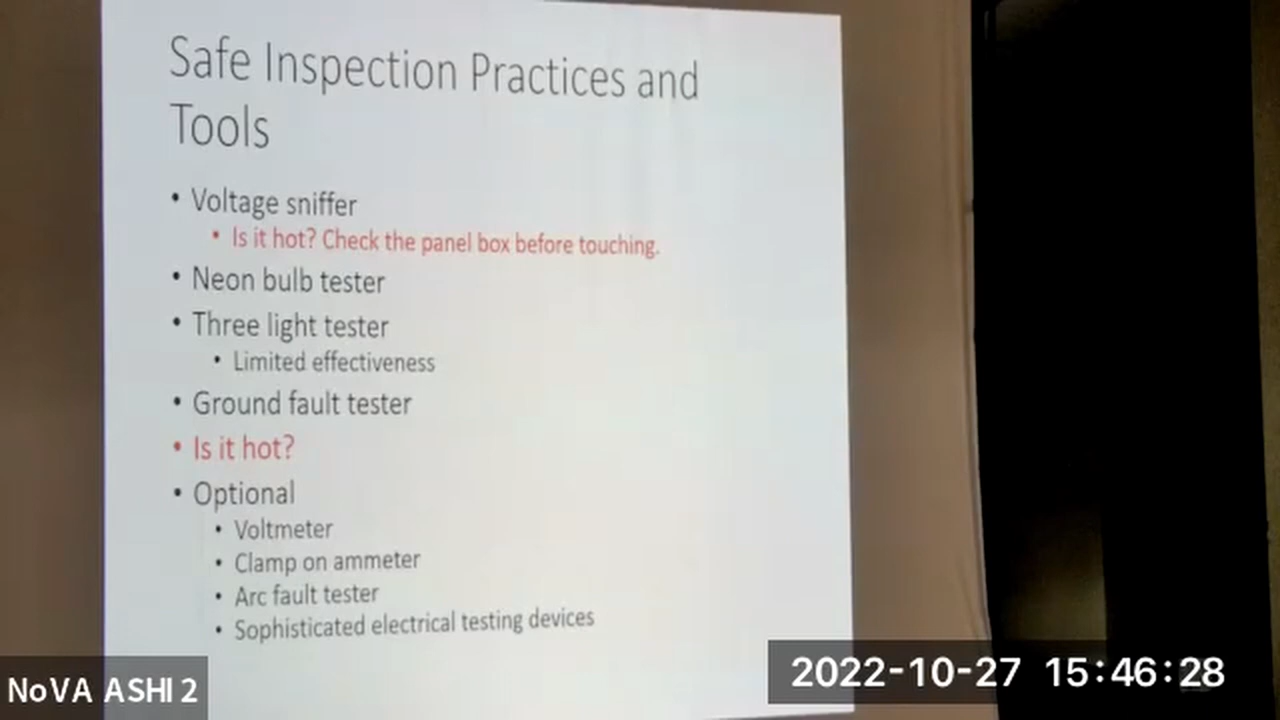 Safe Inspection Practices and
Tools
• Voltage sniffer
• Is it hot? Check the panel box before touching.
• Neon bulb tester
• Three light tester
• Limited effectiveness
• Ground fault tester
• Is it hot?
• Optional
• Voltmeter
• Clamp on ammeter
• Arc fault tester
• Sophisticated electrical testing devices
NoVA ASHI 2
2022-10-27 15:46:28